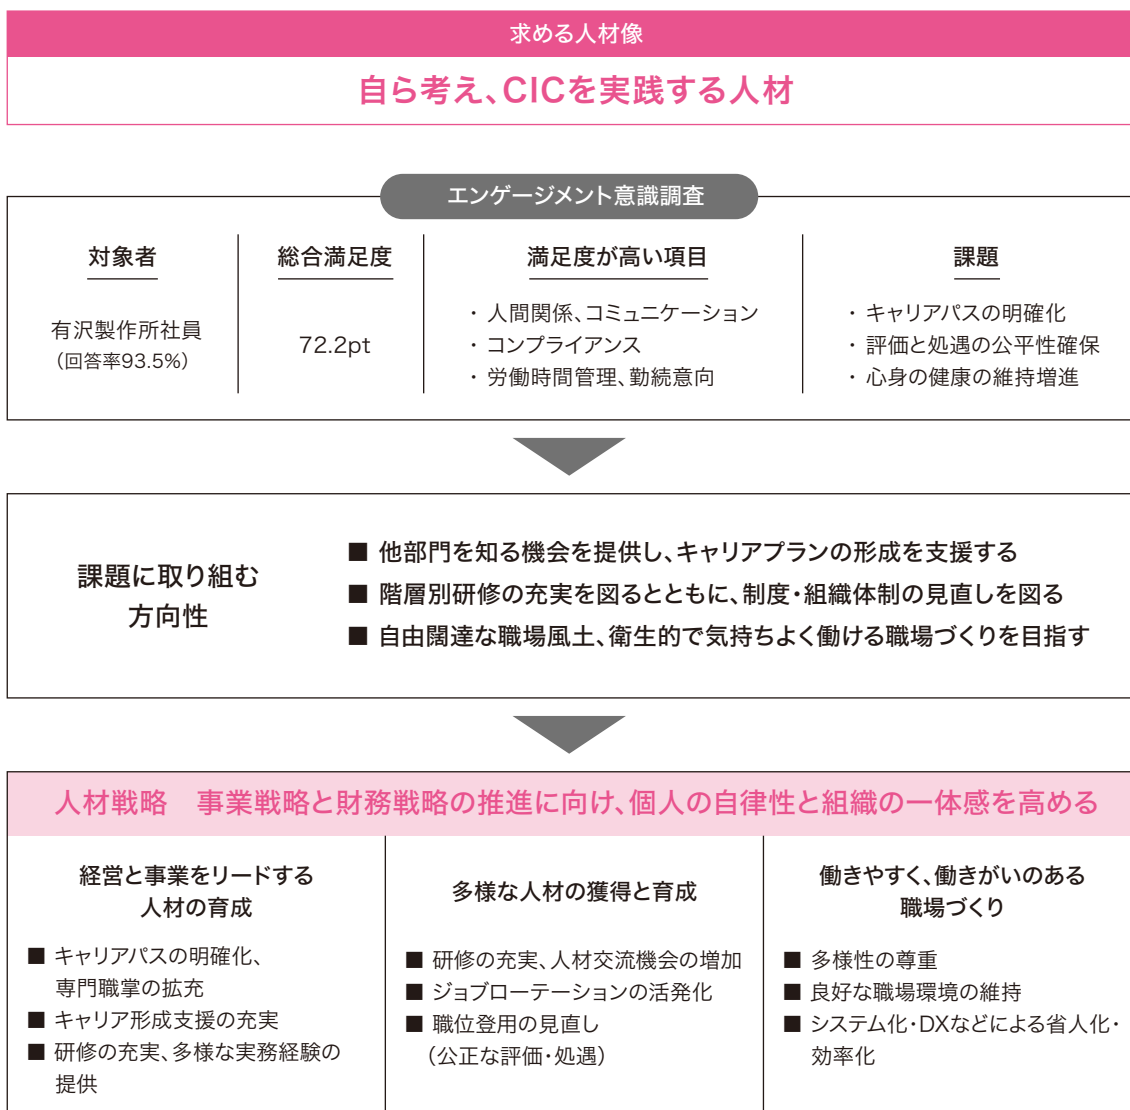 求める人材像
自ら考え、CICを実践する人材
エンゲージメント意識調査
対象者
有沢製作所社員
（回答率93.5%）
総合満足度
72.2pt
満足度が高い項目
・ 人間関係、コミュニケーション
・ コンプライアンス
・ 労働時間管理、勤続意向
課題
・ キャリアパスの明確化
・ 評価と処遇の公平性確保
・ 心身の健康の維持増進
課題に取り組む
方向性
■ 他部門を知る機会を提供し、キャリアプランの形成を支援する
■ 階層別研修の充実を図るとともに、制度・組織体制の見直しを図る
■ 自由闊達な職場風土、衛生的で気持ちよく働ける職場づくりを目指す
人材戦略　事業戦略と財務戦略の推進に向け、個人の自律性と組織の一体感を高める
経営と事業をリードする
人材の育成
■ キャリアパスの明確化、
専門職掌の拡充
■ キャリア形成支援の充実
■ 研修の充実、多様な実務経験の
提供
多様な人材の獲得と育成
■ 研修の充実、人材交流機会の増加
■ ジョブローテーションの活発化
■ 職位登用の見直し
（公正な評価・処遇）
働きやすく、働きがいのある
職場づくり
■ 多様性の尊重
■ 良好な職場環境の維持
■ システム化・DXなどによる省人化・
効率化